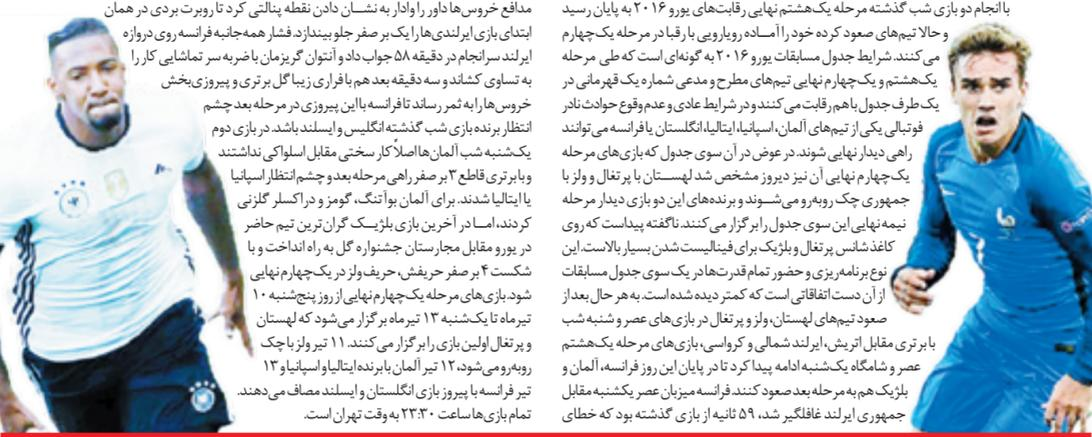 با انجام دو بازی شب گذشته مرحله یک‌هشتم نهایی رقابت‌های یورو ۲۰۱۶ به پایان رسید
و حالا تیم‌های صعود کرده خود را آمـــاده رویارویی با رقبا در مرحله یک‌چهارم
می‌کنند. شرایط جدول مسابقات یورو ۲۰۱۶ به گونه‌ای است که طی مرحله
یک‌هشتم و یک‌چهارم نهایی تیم‌های مطرح و مدعی شماره یک قهرمانی در
یک طرف جدول با هم رقابت می‌کنند و در شرایط عادی و عدم وقوع حوادث نادر
فوتبالی یکی از تیم‌های آلمان، اسپانیا، ایتالیا، انگلستان یا فرانسه می‌توانند
راهی دیدار نهایی شوند. در عوض در آن سوی جدول که بازی‌های مرحله
یک‌چهارم نهایی آن نیز دیروز مشخص شد لهســـتان با پرتغال و ولز با
جمهوری چک روبه‌رو می‌شـــوند و برنده‌های این دو بازی دیدار مرحله
نیمه نهایی این سوی جدول را برگزار می‌کنند. ناگفته پیداست که روی
کاغذ شانس پرتغال و بلژیک برای فینالیست شدن بسیار بالاست. این
نوع برنامه‌ریزی و حضور تمام قدرت‌ها در یک سوی جدول مسابقات
از آن دست اتفاقاتی است که کمتر دیده شده است. به هر حال بعد از
صعود تیم‌های لهستان، ولز و پرتغال در بازی‌های عصر و شنبه شب
با برتری مقابل اتریش، ایرلند شمالی و کرواسی، بازی‌های مرحله یک‌هشتم
عصر و شامگاه یک‌شنبه ادامه پیدا کرد تا در پایان این روز فرانسه، آلمان و
بلژیک هم به مرحله بعد صعود کنند. فرانسه میزبان عصر یکشنبه مقابل
جمهوری ایرلند غافلگیر شد، ۵۹ ثانیه از بازی گذشته بود که خطای
مدافع خروس‌ها داور را وادار به نشـــان دادن نقطه پنالتی کرد تا روبرت بردی در همان
ابتدای بازی ایرلندی‌ها را یک بر صفر جلو بیندازد. فشار همه‌جانبه فرانسه روی دروازه
ایرلند سرانجام در دقیقه ۵۸ جواب داد و آنتوان گریزمان با ضربه سر تماشایی کار را
به تساوی کشاند و سه دقیقه بعد هم با فراری زیبا گل برتری و پیروزی‌بخش
خروس‌ها را به ثمر رساند تا فرانسه با این پیروزی در مرحله بعد چشم
انتظار برنده بازی شب گذشته انگلیس و ایسلند باشد. در بازی دوم
یک‌شنبه شب آلمان‌ها اصلاً کار سختی مقابل اسلواکی نداشتند
و با برتری قاطع ۳ بر صفر راهی مرحله بعد و چشم انتظار اسپانیا
یا ایتالیا شدند. برای آلمان بوآتنگ، گومز و دراکسلر گلزنی
کردند، امـــا در آخرین بازی بلژیـــک گران‌ترین تیم حاضر
در یورو مقابل مجارستان جشنواره گل به راه انداخت و با
شکست ۴ بر صفر حریفش، حریف ولز در یک‌چهارم نهایی
شود. بازی‌های مرحله یک‌چهارم نهایی از روز پنج‌شنبه ۱۰
تیرماه تا یک‌شنبه ۱۳ تیرماه برگزار می‌شود که لهستان
و پرتغال اولین بازی را برگزار می‌کنند. ۱۱ تیر ولز با چک
روبه‌رو می‌شود، ۱۲ تیر آلمان با برنده ایتالیا و اسپانیا و ۱۳
تیر فرانسه با پیروز بازی انگلستان و ایسلند مصاف می‌دهند.
تمام بازی‌ها ساعت ۲۳:۳۰ به وقت تهران است.